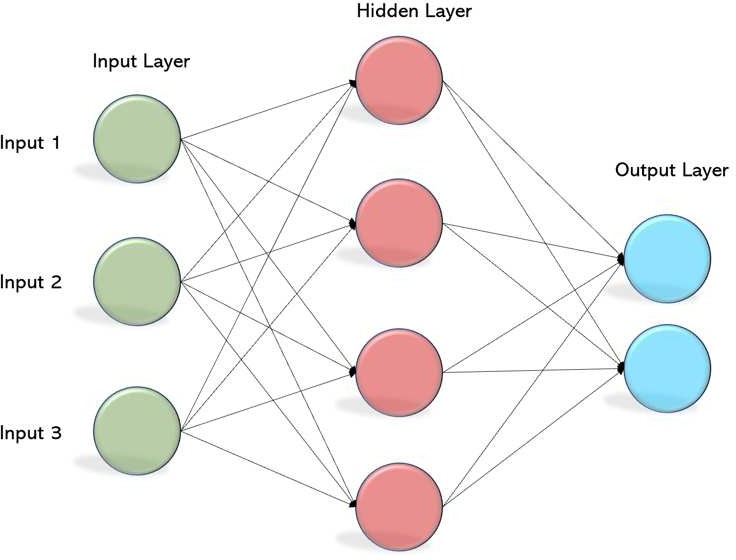 Hidden Layer
Input Layer
Input 1
Output Layer
Input 2
Input 3